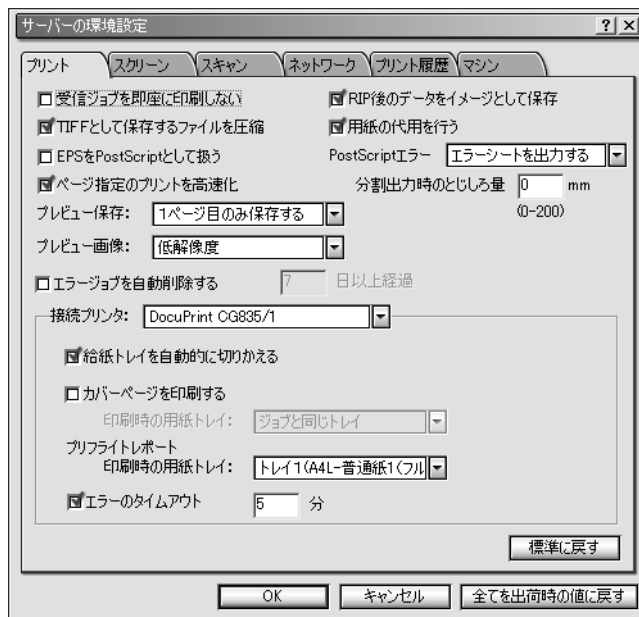 サーバーの環境設定
プリント スクリーン スキャン ネットワーク プリント履歴 マシン
受信ジョブを即座に印刷しない
RIP後のデータをイメージとして保存
TIFFとして保存するファイルを圧縮
用紙の代用を行う
EPSをPostScriptとして扱う
PostScriptエラー エラーシートを出力する
ページ指定のプリントを高速化
分割出力時のとじしろ量 0 mm
(0-200)
プレビュー保存: 1ページ目のみ保存する
プレビュー画像: 低解像度
エラージョブを自動削除する 7 日以上経過
接続プリンタ: DocuPrint CG835/1
給紙トレイを自動的に切りかえる
カバーページを印刷する
印刷時の用紙トレイ: ジョブと同じトレイ
プリフライトレポート
印刷時の用紙トレイ: トレイ1(A4L-普通紙1(フル
エラーのタイムアウト 5 分
標準に戻す
OK キャンセル 全てを出荷時の値に戻す